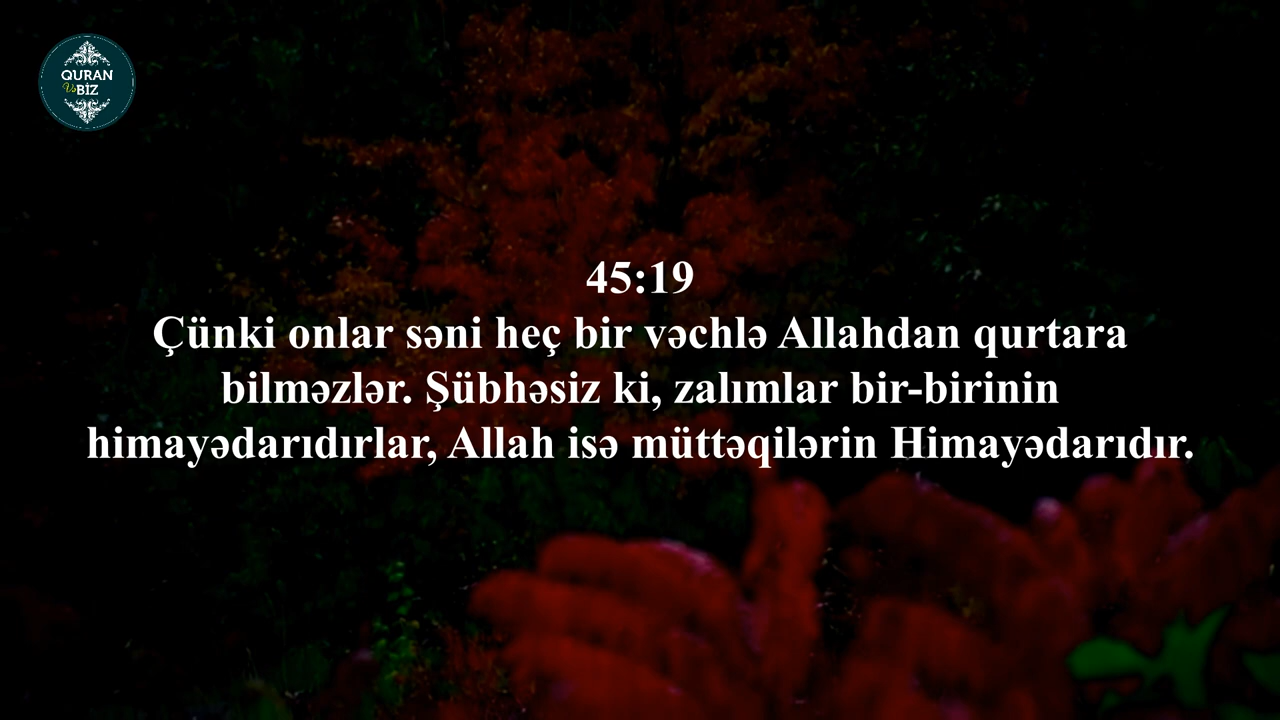 QURAN
Və BİZ
45:19
Çünki onlar səni heç bir vəchlə Allahdan qurtara
bilməzlər. Şübhəsiz ki, zalımlar bir-birinin
himayədarıdırlar, Allah isə müttəqilərin Himayədarıdır.